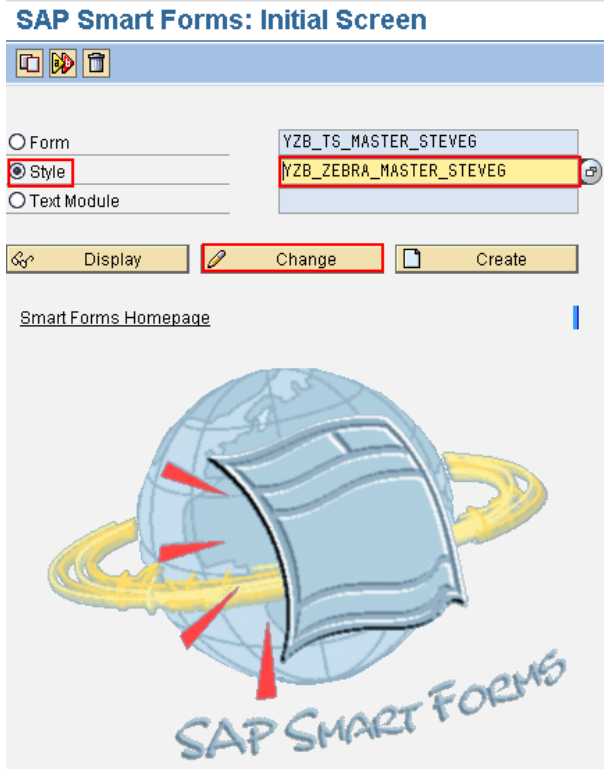 SAP Smart Forms: Initial Screen
Form YZB_TS_MASTER_STEVEG
Style YZB_ZEBRA_MASTER_STEVEG
Text Module
Display Change Create
Smart Forms Homepage
SAP SMART FORMS